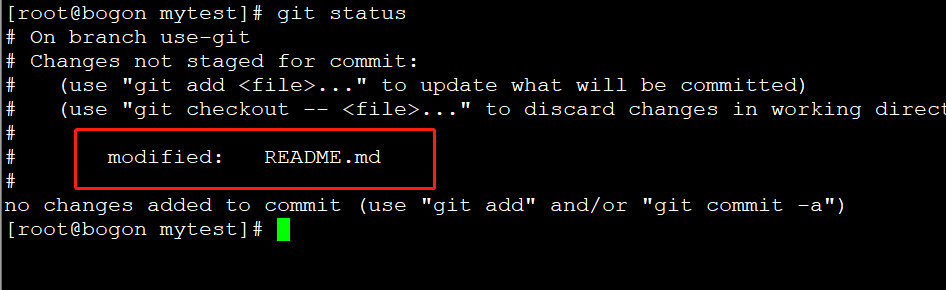 [root@bogon mytest]# git status
# On branch use-git
# Changes not staged for commit:
#   (use "git add <file>..." to update what will be committed)
#   (use "git checkout -- <file>..." to discard changes in working direct
#
#       modified:   README.md
#
no changes added to commit (use "git add" and/or "git commit -a")
[root@bogon mytest]#